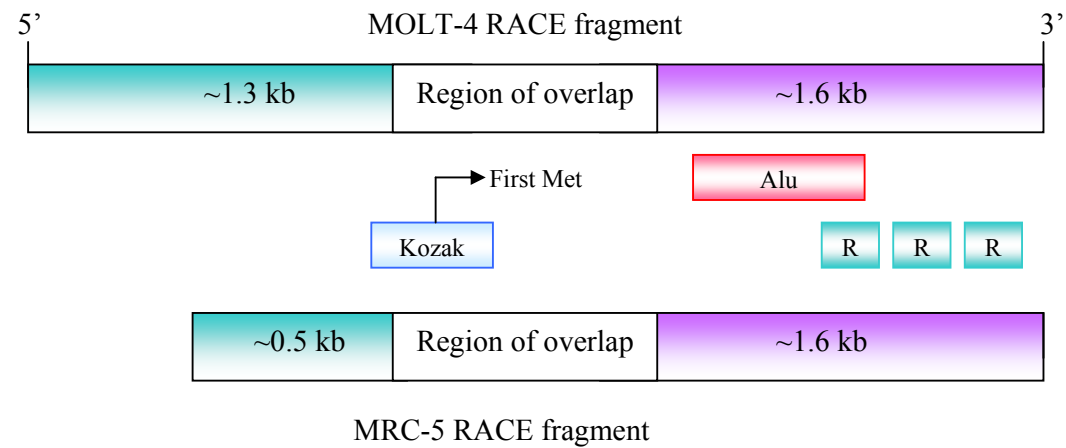 5’ MOLT-4 RACE fragment 3’
~1.3 kb Region of overlap ~1.6 kb
First Met Alu
Kozak R R R
~0.5 kb Region of overlap ~1.6 kb
MRC-5 RACE fragment